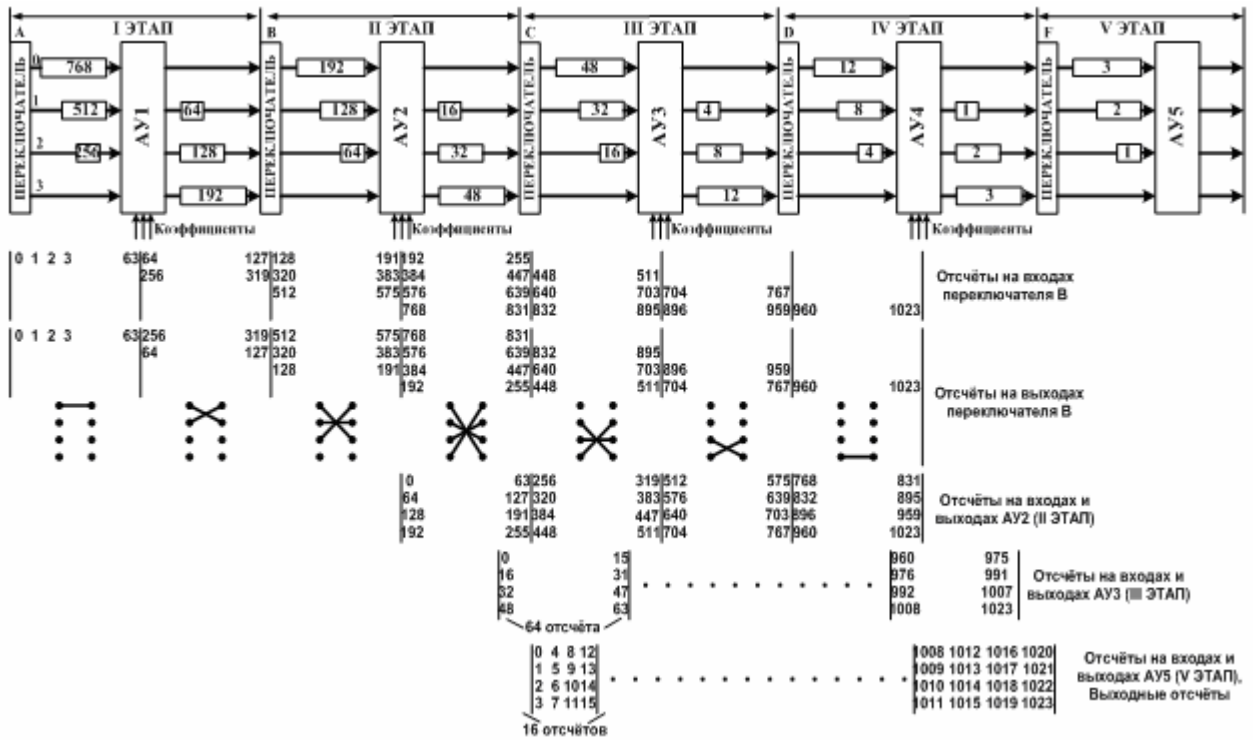 I ЭТАП II ЭТАП III ЭТАП IV ЭТАП V ЭТАП
A B C D F
ПЕРЕКЛЮЧАТЕЛЬ АУ1 ПЕРЕКЛЮЧАТЕЛЬ АУ2 ПЕРЕКЛЮЧАТЕЛЬ АУ3 ПЕРЕКЛЮЧАТЕЛЬ АУ4 ПЕРЕКЛЮЧАТЕЛЬ АУ5
0 768 192 48 12 3
1 512 64 128 16 32 4 8 1 2
2 256 128 64 32 16 8 4 2 1
3 192 48 12 3
Коэффициенты Коэффициенты Коэффициенты Коэффициенты
0 1 2 3 63 64 127 128 191 192 255
256 319 320 383 384 447 448 511
512 575 576 639 640 703 704 767
768 831 832 895 896 959 960 1023
Отсчёты на входах
переключателя В
0 1 2 3 63 256 319 512 575 768 831
64 127 320 383 576 639 832 895
128 191 384 447 640 703 896 959
192 255 448 511 704 767 960 1023
Отсчёты на выходах
переключателя В
0 63 256 319 512 575 768 831
64 127 320 383 576 639 832 895
128 191 384 447 640 703 896 959
192 255 448 511 704 767 960 1023
Отсчёты на входах и
выходах АУ2 (II ЭТАП)
0 15 960 975
16 31 976 991
32 47 992 1007
48 63 1008 1023
Отсчёты на входах и
выходах АУ3 (III ЭТАП)
64 отсчёта
0 4 8 12 1008 1012 1016 1020
1 5 9 13 1009 1013 1017 1021
2 6 10 14 1010 1014 1018 1022
3 7 11 15 1011 1015 1019 1023
Отсчёты на входах и
выходах АУ5 (V ЭТАП),
Выходные отсчёты
16 отсчётов